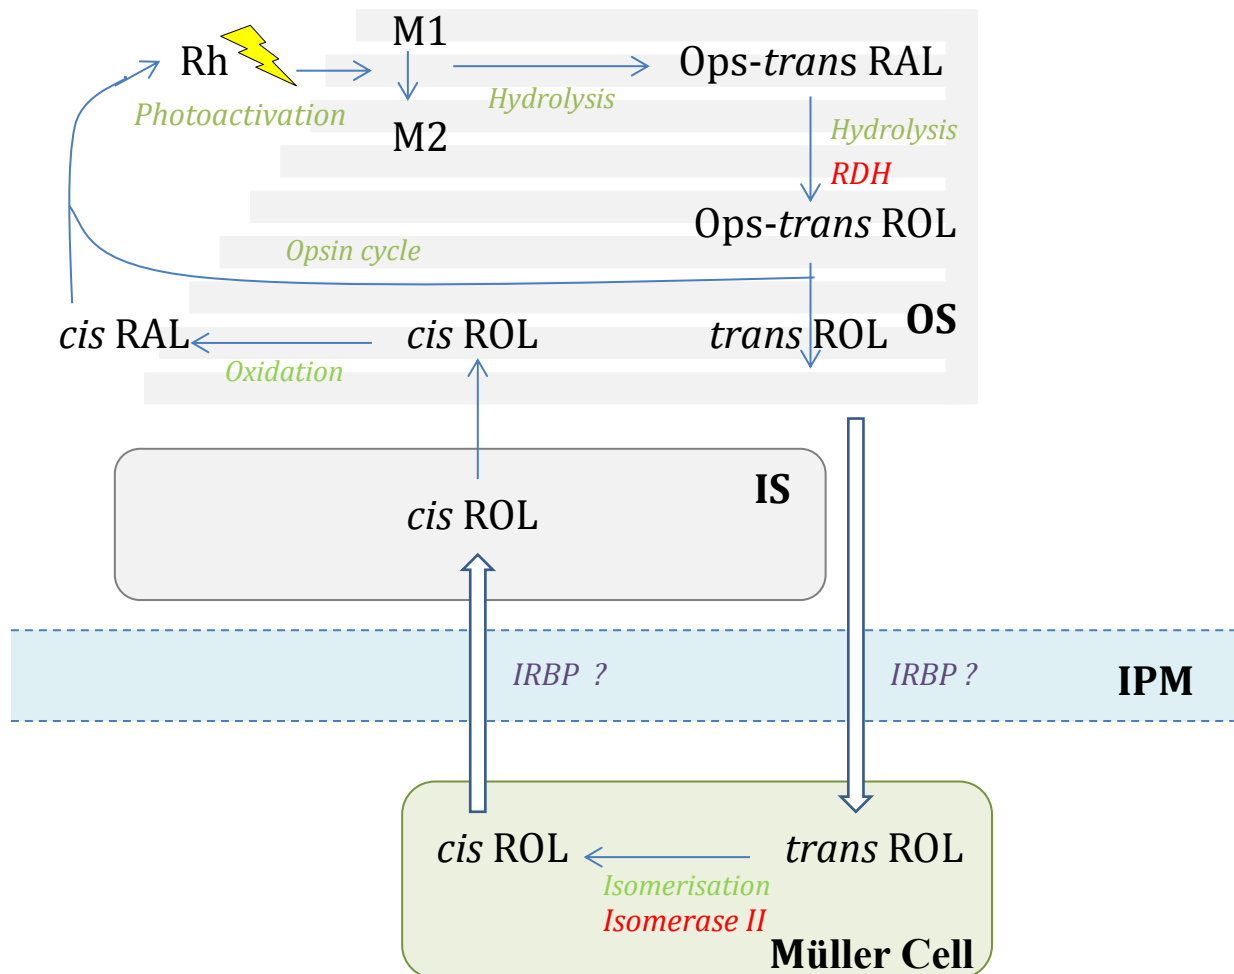 M1
Rh
Ops-trans RAL
Hydrolysis
Photoactivation
Hydrolysis
M2
RDH
Ops-trans ROL
Opsin cycle
OS
cis RAL
cis ROL
trans ROL
Oxidation
IS
cis ROL
IRBP ?
IRBP ?
IPM
cis ROL
trans ROL
Isomerisation
Isomerase II
Müller Cell